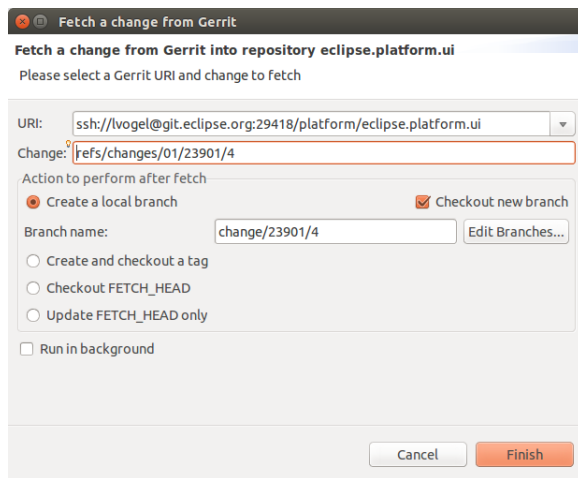 Fetch a change from Gerrit
Fetch a change from Gerrit into repository eclipse.platform.ui
Please select a Gerrit URI and change to fetch
URI: ssh://lvogel@git.eclipse.org:29418/platform/eclipse.platform.ui
Change: refs/changes/01/23901/4
Action to perform after fetch
Create a local branch Checkout new branch
Branch name: change/23901/4 Edit Branches...
Create and checkout a tag
Checkout FETCH_HEAD
Update FETCH_HEAD only
Run in background
Cancel Finish